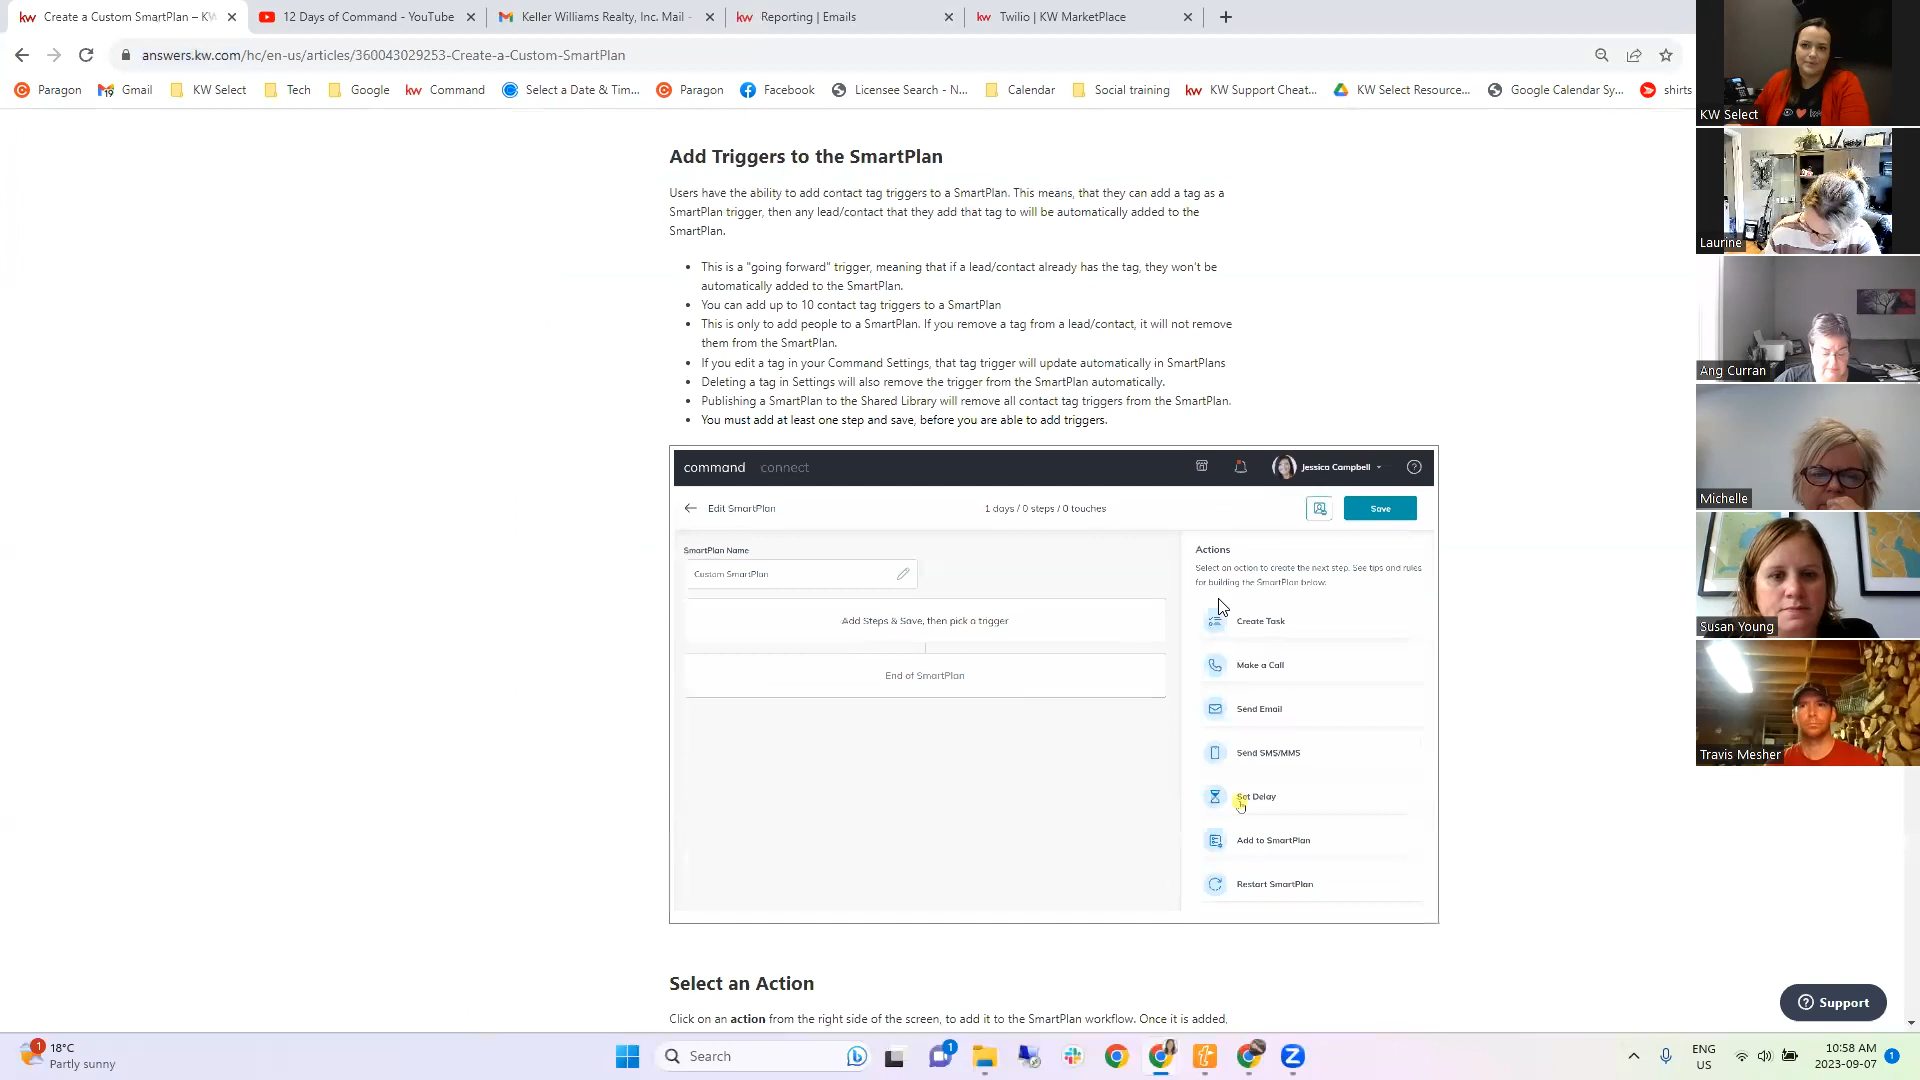 Create a Custom SmartPlan – KW
12 Days of Command - YouTube
Keller Williams Realty, Inc. Mail -
kw
Reporting | Emails
kw
Twilio | KW MarketPlace
answers.kw.com/hc/en-us/articles/360043029253-Create-a-Custom-SmartPlan
Paragon
Gmail
KW Select
Tech
Google
kw Command
Select a Date & Tim...
Paragon
Facebook
Licensee Search - N...
Calendar
Social training
kw KW Support Cheat...
KW Select Resource...
Google Calendar Sy...
shirts
Add Triggers to the SmartPlan
Users have the ability to add contact tag triggers to a SmartPlan. This means, that they can add a tag as a
SmartPlan trigger, then any lead/contact that they add that tag to will be automatically added to the
SmartPlan.
This is a "going forward" trigger, meaning that if a lead/contact already has the tag, they won't be
automatically added to the SmartPlan.
You can add up to 10 contact tag triggers to a SmartPlan
This is only to add people to a SmartPlan. If you remove a tag from a lead/contact, it will not remove
them from the SmartPlan.
If you edit a tag in your Command Settings, that tag trigger will update automatically in SmartPlans
Deleting a tag in Settings will also remove the trigger from the SmartPlan automatically.
Publishing a SmartPlan to the Shared Library will remove all contact tag triggers from the SmartPlan.
You must add at least one step and save, before you are able to add triggers.
command connect
Jessica Campbell
Edit SmartPlan
1 days / 0 steps / 0 touches
Save
SmartPlan Name
Custom SmartPlan
Add Steps & Save, then pick a trigger
End of SmartPlan
Actions
Select an action to create the next step. See tips and rules
for building the SmartPlan below:
Create Task
Make a Call
Send Email
Send SMS/MMS
Set Delay
Add to SmartPlan
Restart SmartPlan
Select an Action
Click on an action from the right side of the screen, to add it to the SmartPlan workflow. Once it is added,
Support
KW Select
Laurine
Ang Curran
Michelle
Susan Young
Travis Mesher
1
18°C
Partly sunny
Search
1
ENG
US
10:58 AM
2023-09-07
1